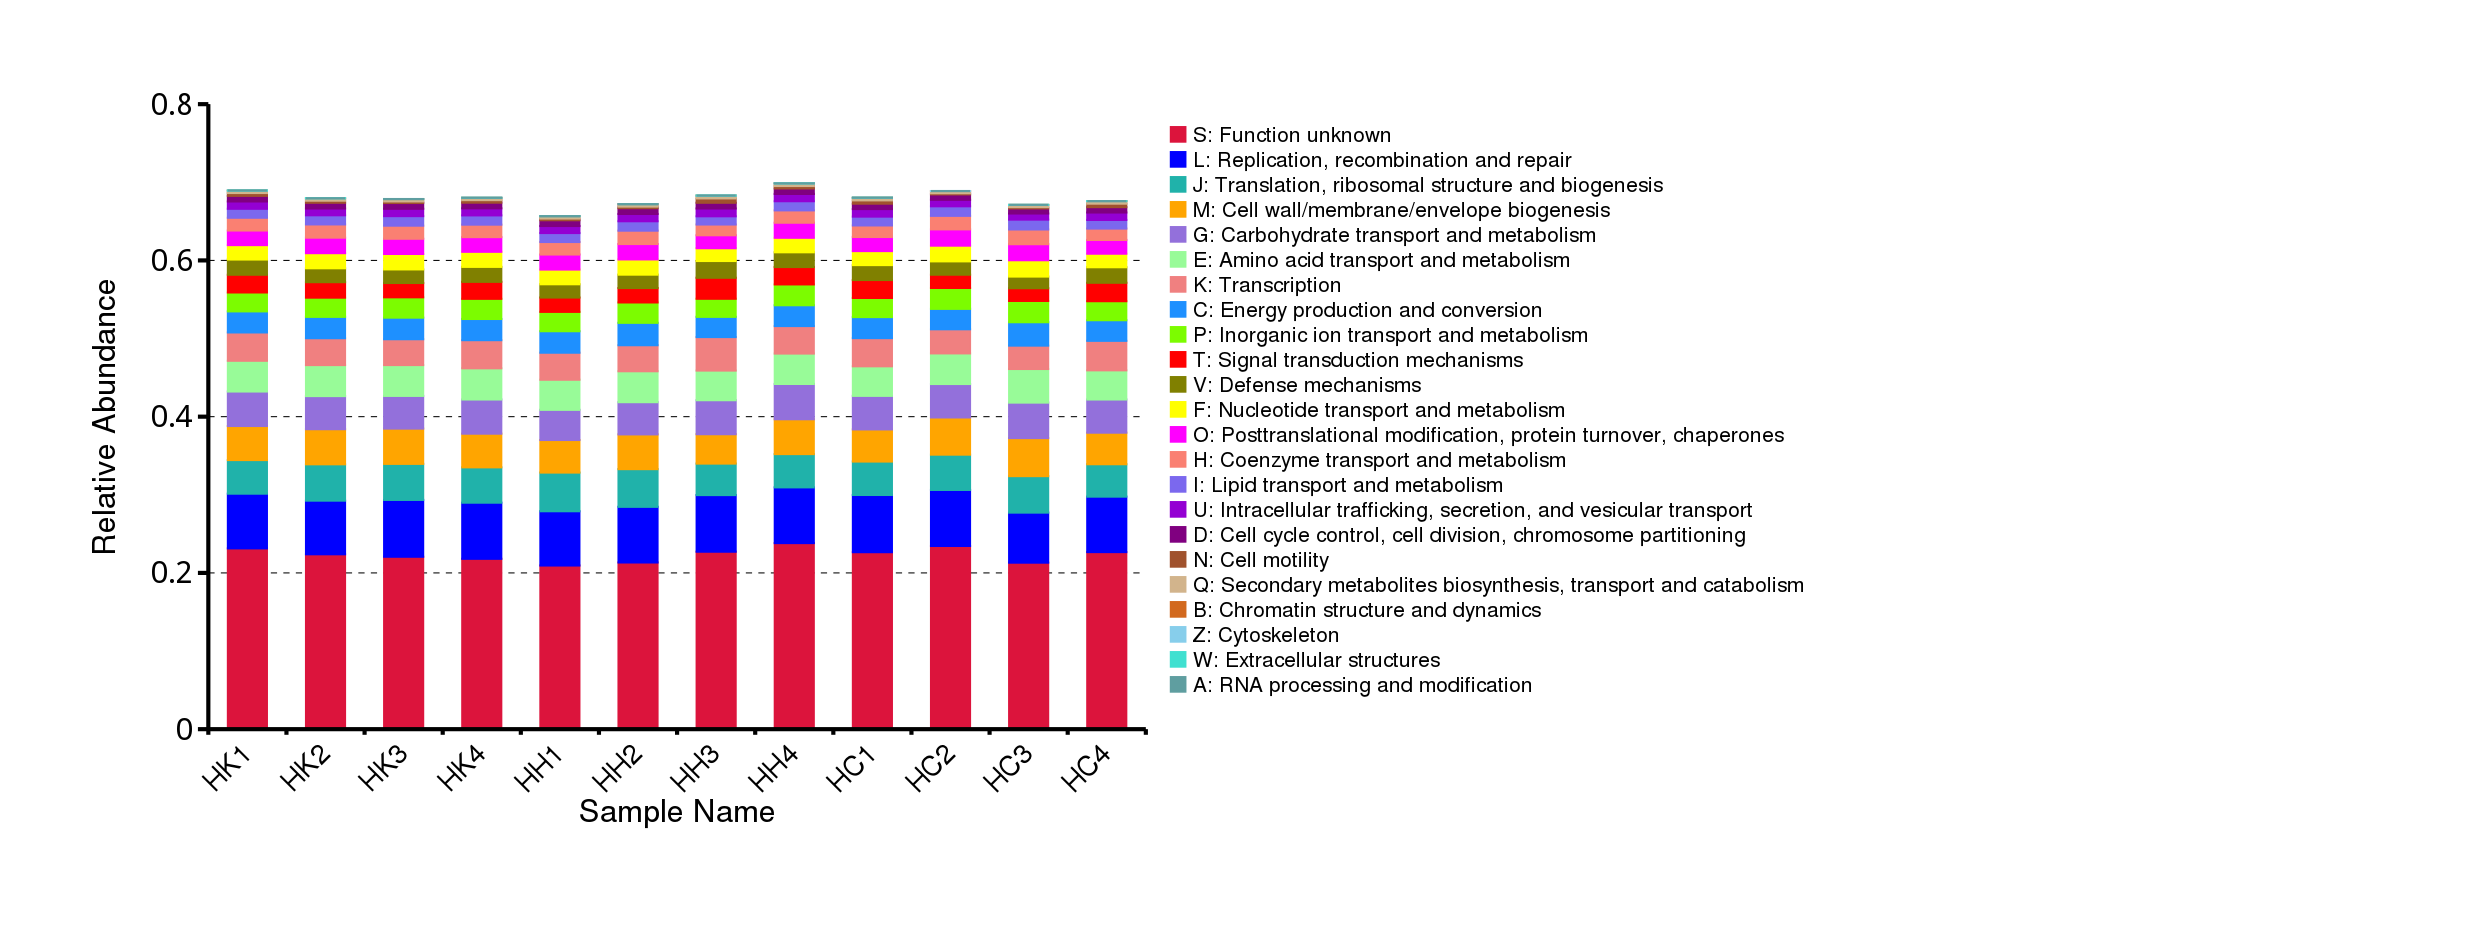 0.8
0.6
0.4
0.2
0
Relative Abundance
HK1
HK2
HK3
HK4
HH1
HH2
HH3
HH4
HC1
HC2
HC3
HC4
Sample Name
S: Function unknown
L: Replication, recombination and repair
J: Translation, ribosomal structure and biogenesis
M: Cell wall/membrane/envelope biogenesis
G: Carbohydrate transport and metabolism
E: Amino acid transport and metabolism
K: Transcription
C: Energy production and conversion
P: Inorganic ion transport and metabolism
T: Signal transduction mechanisms
V: Defense mechanisms
F: Nucleotide transport and metabolism
O: Posttranslational modification, protein turnover, chaperones
H: Coenzyme transport and metabolism
I: Lipid transport and metabolism
U: Intracellular trafficking, secretion, and vesicular transport
D: Cell cycle control, cell division, chromosome partitioning
N: Cell motility
Q: Secondary metabolites biosynthesis, transport and catabolism
B: Chromatin structure and dynamics
Z: Cytoskeleton
W: Extracellular structures
A: RNA processing and modification